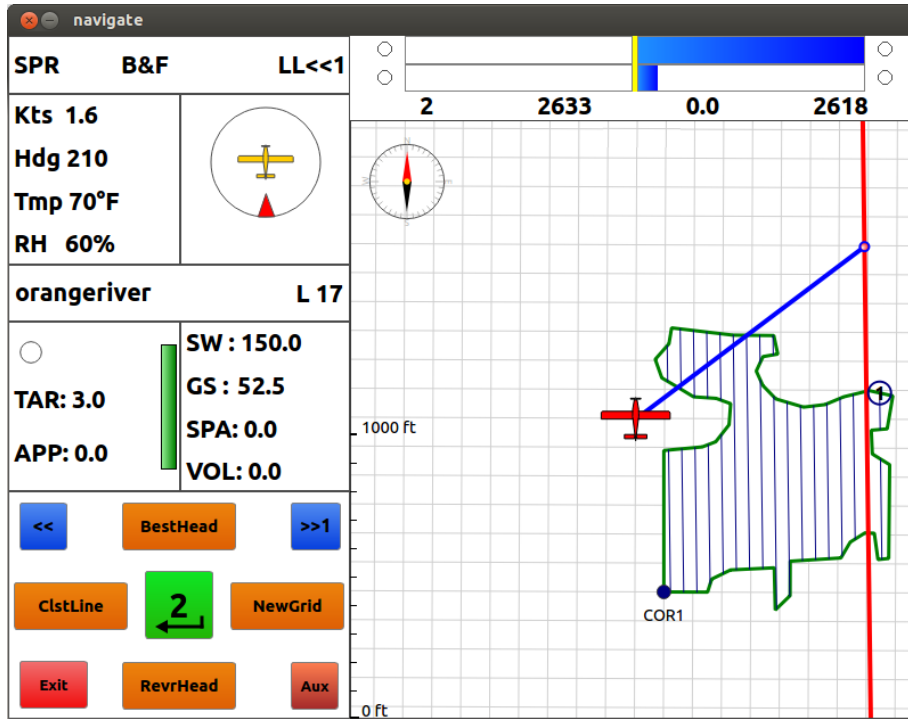 navigate
SPR B&F LL<<1
2 2633 0.0 2618
Kts 1.6
Hdg 210
Tmp 70°F
RH 60%
N
W E
S
orangeriver L 17
TAR: 3.0
APP: 0.0
SW : 150.0
GS : 52.5
SPA: 0.0
VOL: 0.0
1
1000 ft
COR1
0 ft
<< BestHead >>1
ClstLine 2 NewGrid
Exit RevrHead Aux